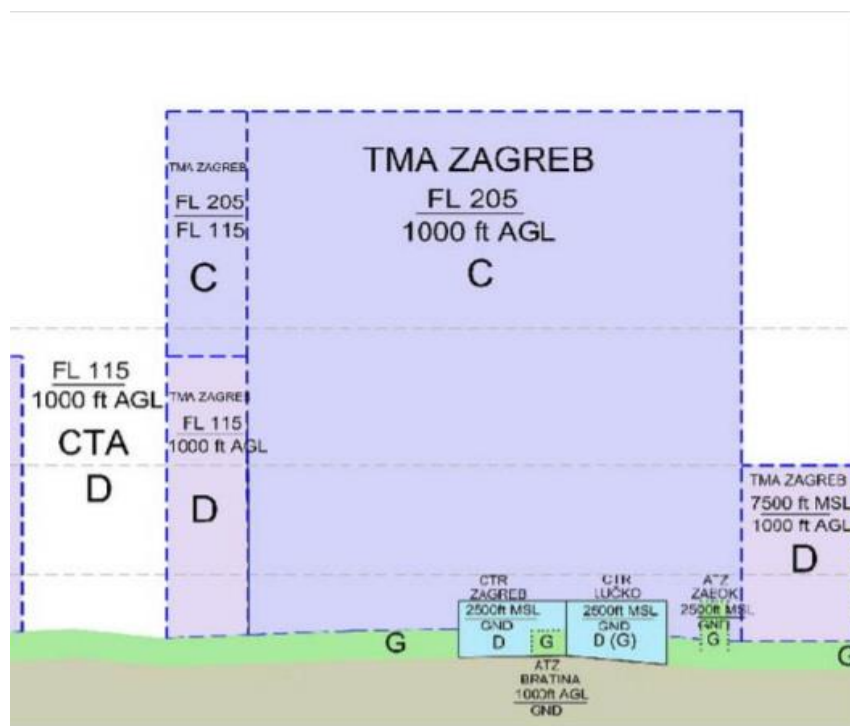 TMA ZAGREB
FL 205
FL 115
C
TMA ZAGREB
FL 205
1000 ft AGL
C
FL 115
1000 ft AGL
CTA
D
TMA ZAGREB
FL 115
1000 ft AGL
D
TMA ZAGREB
7500 ft MSL
1000 ft AGL
D
CTR
ZAGREB
2500ft MSL
GND
D
G
CTR
LUČKO
2500ft MSL
GND
D (G)
ATZ
ZABOK
2500ft MSL
GND
G
G
G
ATZ
BRATINA
1000ft AGL
GND